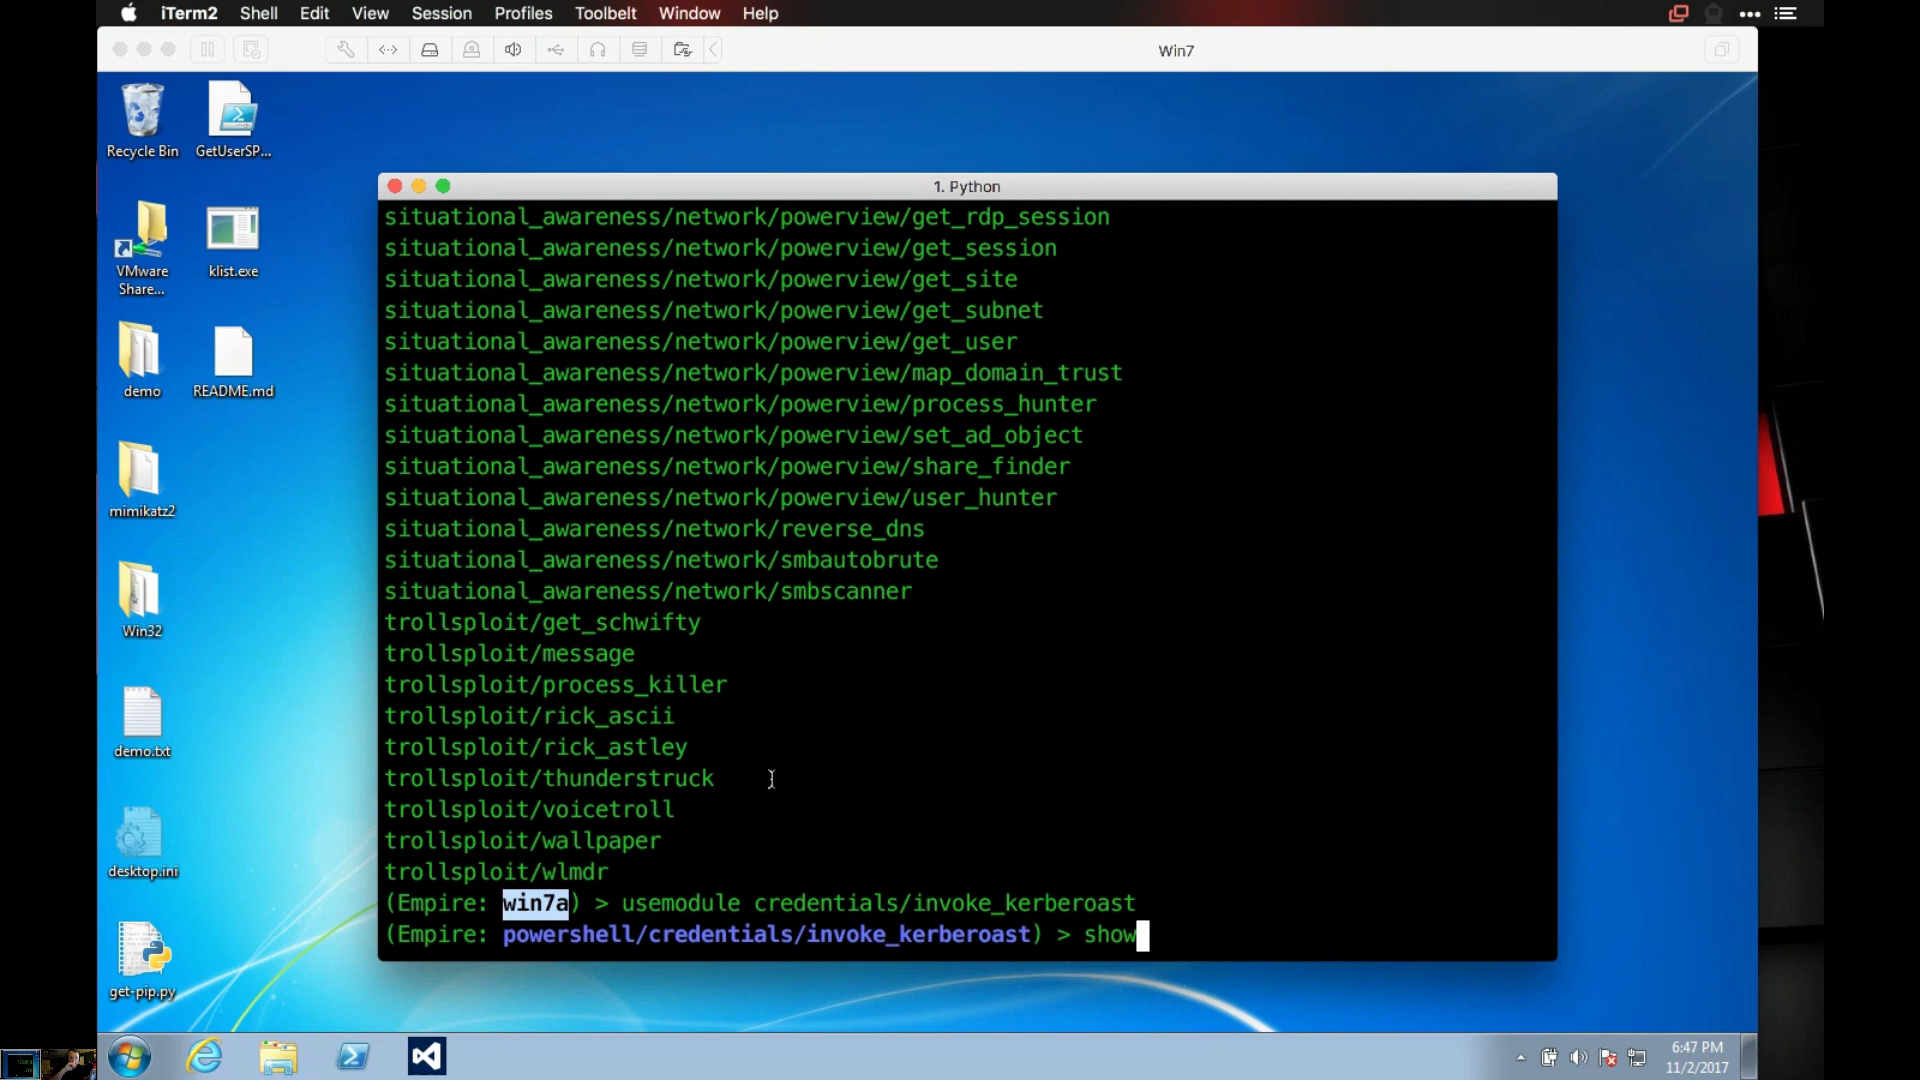 iTerm2 Shell Edit View Session Profiles Toolbelt Window Help
Win7
Recycle Bin
GetUserSP...
VMware Share...
klist.exe
demo
README.md
mimikatz2
Win32
demo.txt
desktop.ini
get-pip.py
1. Python
situational_awareness/network/powerview/get_rdp_session
situational_awareness/network/powerview/get_session
situational_awareness/network/powerview/get_site
situational_awareness/network/powerview/get_subnet
situational_awareness/network/powerview/get_user
situational_awareness/network/powerview/map_domain_trust
situational_awareness/network/powerview/process_hunter
situational_awareness/network/powerview/set_ad_object
situational_awareness/network/powerview/share_finder
situational_awareness/network/powerview/user_hunter
situational_awareness/network/reverse_dns
situational_awareness/network/smbautobrute
situational_awareness/network/smbscanner
trollsploit/get_schwifty
trollsploit/message
trollsploit/process_killer
trollsploit/rick_ascii
trollsploit/rick_astley
trollsploit/thunderstruck
trollsploit/voicetroll
trollsploit/wallpaper
trollsploit/wlmdr
(Empire: win7a) > usemodule credentials/invoke_kerberoast
(Empire: powershell/credentials/invoke_kerberoast) > show
6:47 PM
11/2/2017